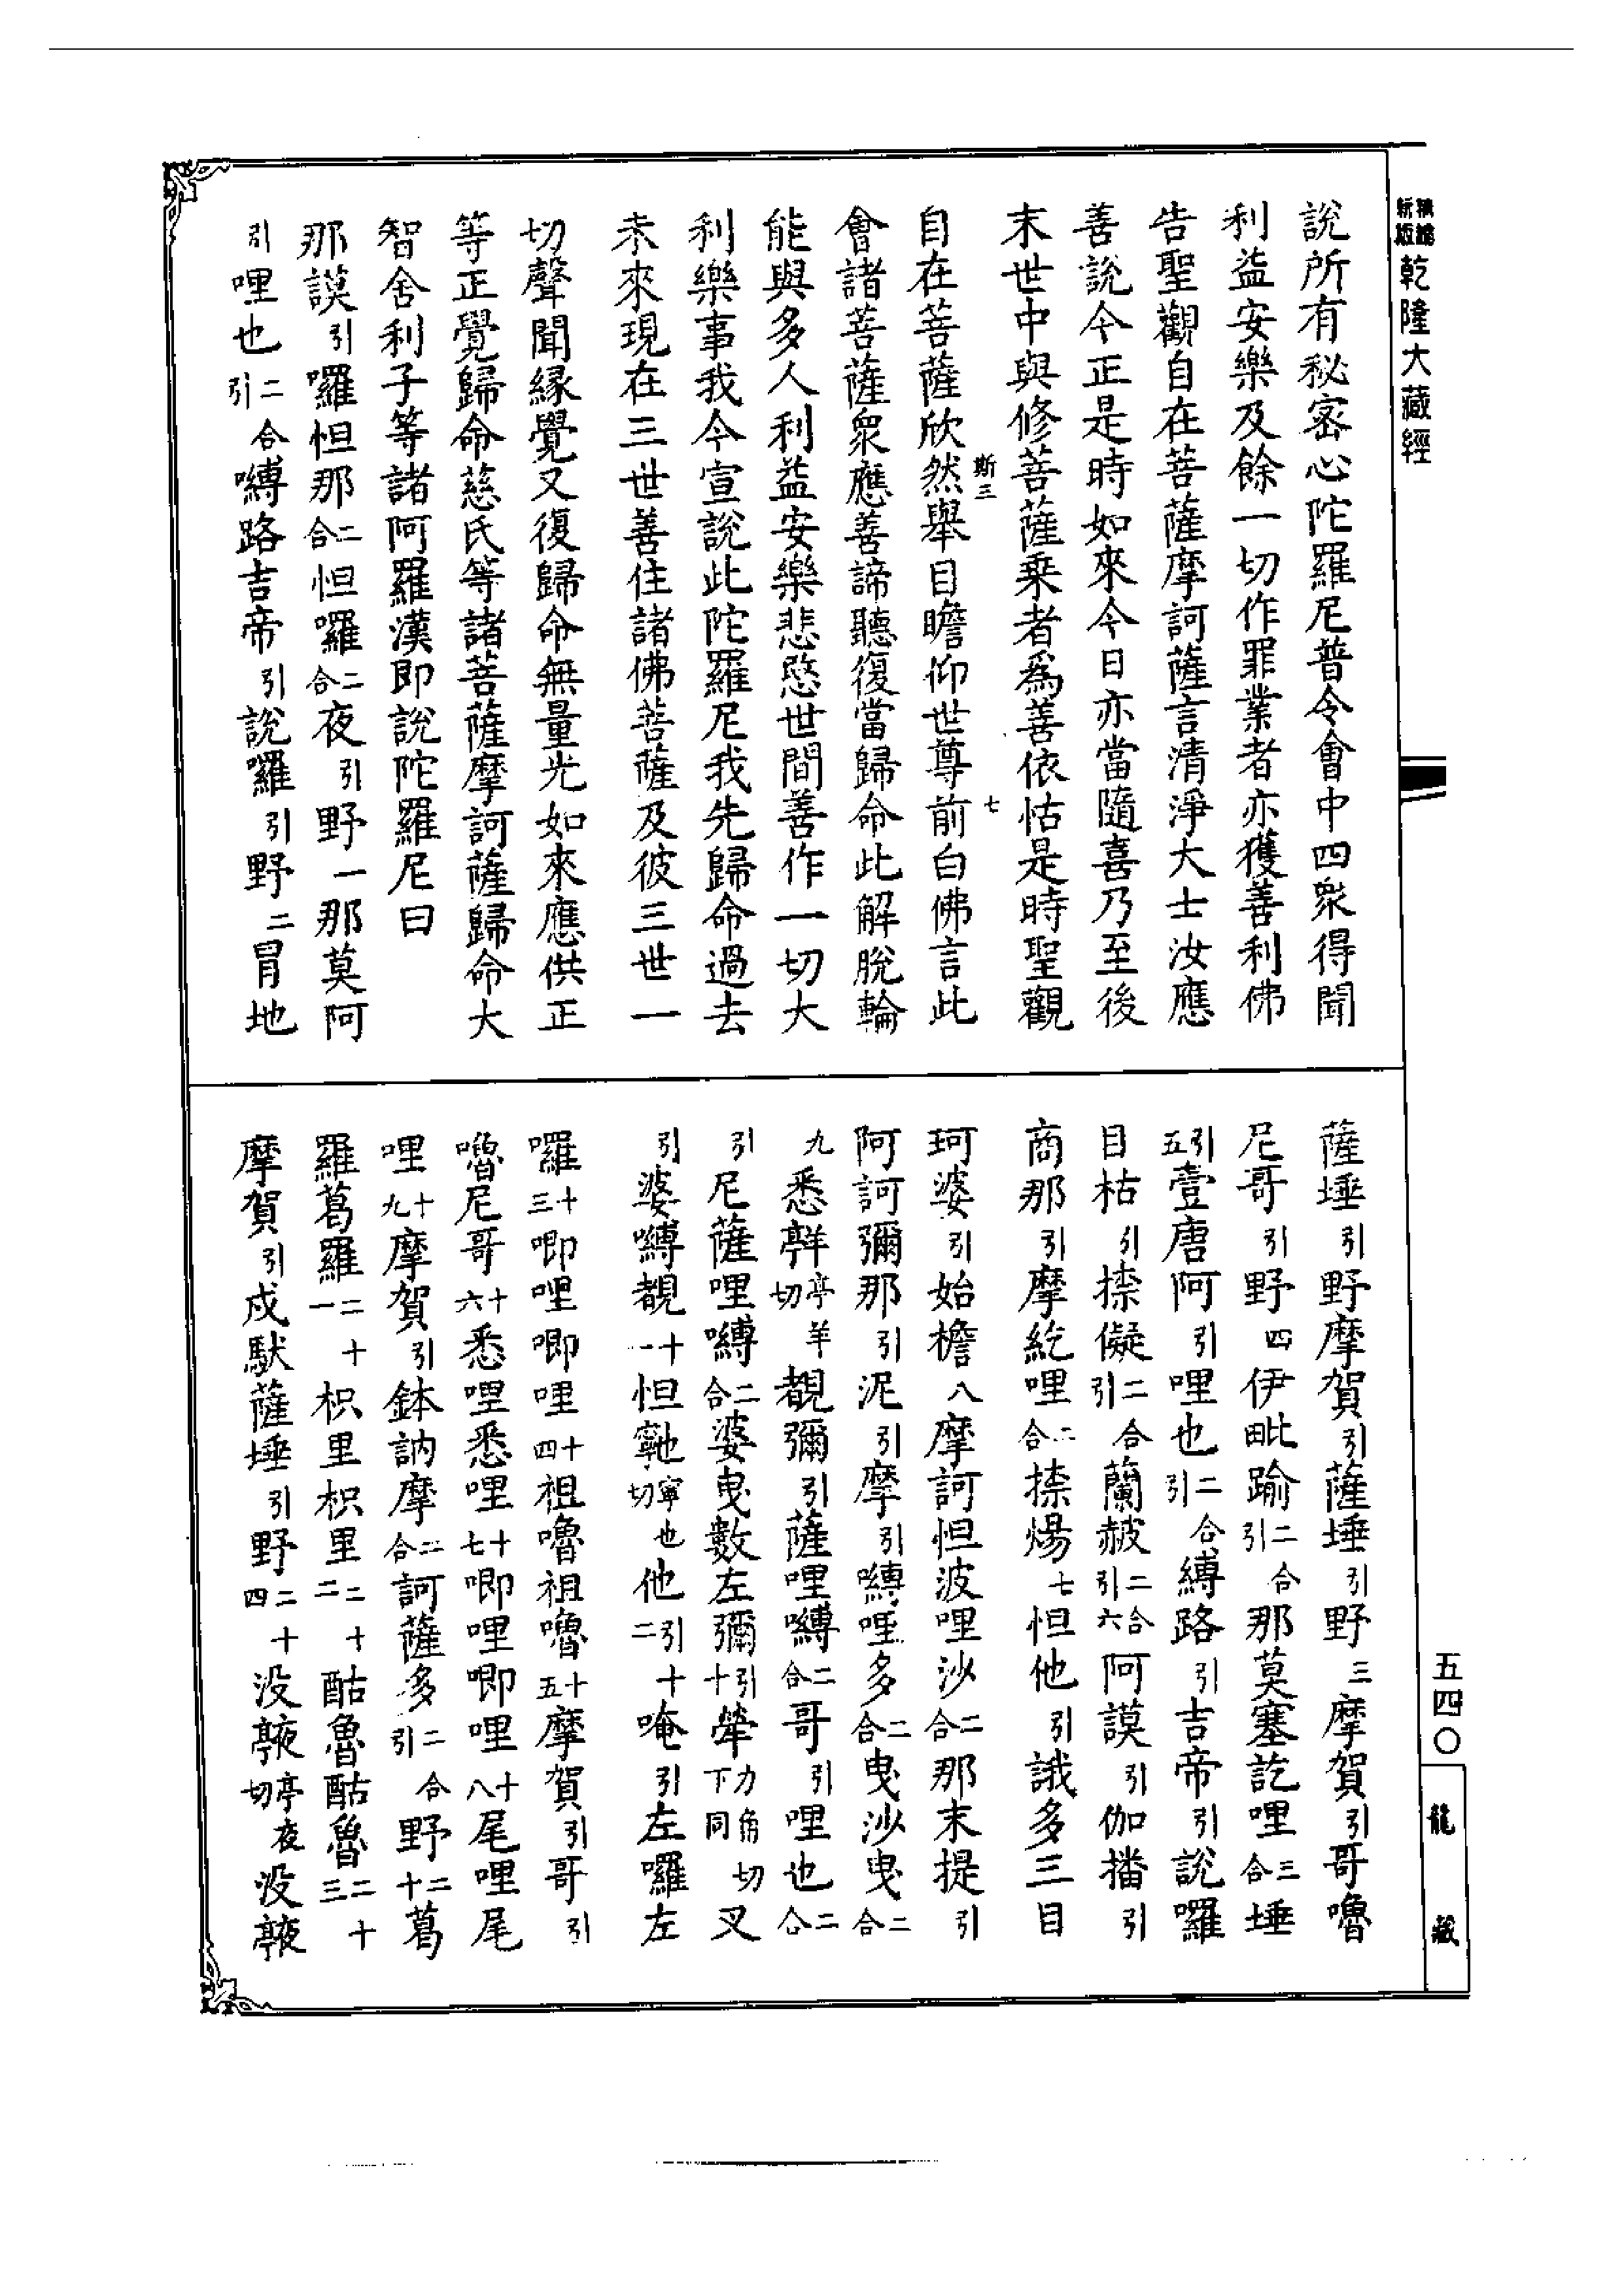 新編縮版乾隆大藏經
說所有秘密心陀羅尼普令會中四衆得聞
利益安樂及餘一切作罪業者亦獲善利佛
告聖觀自在菩薩摩訶薩言清淨大士汝應
善說今正是時如來今日亦當隨喜乃至後
末世中與修菩薩乘者爲善依怙是時聖觀
斯三 七
自在菩薩欣然舉目瞻仰世尊前白佛言此
會諸菩薩衆應善諦聽復當歸命此解脫輪
能與多人利益安樂悲愍世間善作一切大
利樂事我今宣說此陀羅尼我先歸命過去
未來現在三世善住諸佛菩薩及彼三世一
切聲聞緣覺又復歸命無量光如來應供正
等正覺歸命慈氏等諸菩薩摩訶薩歸命大
智舍利子等諸阿羅漢即說陀羅尼曰
那謨引囉怛那二合怛囉二合夜引野一那莫阿
引哩也二合引嚩路吉帝引說囉引野二冐地
薩埵引野摩賀引薩埵引野三摩賀引哥嚕
尼哥引野四伊毗踰二合引那莫塞訖哩三合埵
引五壹唐阿引哩也二合引縛路引吉帝引說囉
目枯引㮈儗二合引蘭赧二合引六阿謨引伽播引
商那引摩紇哩二合㮈煬七怛他引誐多三目
珂婆引始檐八摩訶怛波哩沙二合那末提引
阿訶彌那引泥引摩引嚩哩多二合曳沙曳二合
九悉亸亭羊切覩彌引薩哩嚩二合哥引哩也二合
引尼薩哩嚩二合婆曳數左彌引十犖力角切下同叉
引婆嚩覩十一怛寧也寧也切他引十二唵引左囉左
囉十三唧哩唧哩十四祖嚕祖嚕十五摩賀引哥引
嚕尼哥十六悉哩悉哩十七唧哩唧哩十八尾哩尾
哩十九摩賀引鉢訥摩二合訶薩多二合引野二十葛
羅葛羅二十一枳里枳里二十二酤魯酤魯二十三
摩賀引戍馱薩埵引野二十四没㡋亭夜切没㡋
五四〇
龍藏